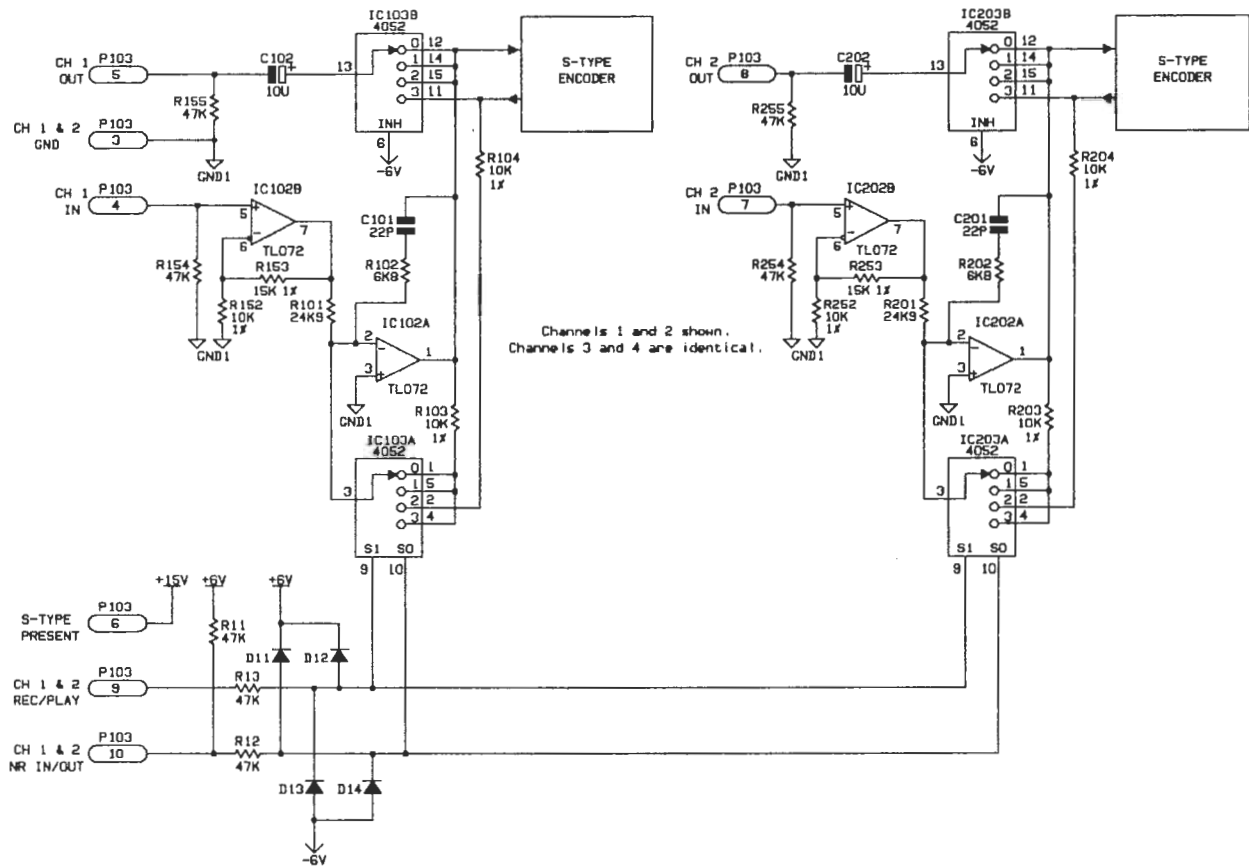 IC103B
4052
CH 1
OUT
P103
5
C102
+
10U
13
0 12
1 14
2 15
3 11
INH
6
-6V
S-TYPE
ENCODER
R155
47K
CH 1 & 2
GND
P103
3
GND1
R104
10K
1%
CH 1
IN
P103
4
IC102B
+
5
-
6
7
TL072
C101
22P
R102
6K8
R154
47K
R153
15K 1%
R152
10K
1%
R101
24K9
GND1
IC102A
2 -
3 +
1
TL072
GND1
R103
10K
1%
IC103A
4052
3
0 1
1 5
2 2
3 4
S1 S0
9 10
Channels 1 and 2 shown.
Channels 3 and 4 are identical.
IC203B
4052
CH 2
OUT
P103
8
C202
+
10U
13
0 12
1 14
2 15
3 11
INH
6
-6V
S-TYPE
ENCODER
R255
47K
GND1
R204
10K
1%
CH 2
IN
P103
7
IC202B
+
5
-
6
7
TL072
C201
22P
R202
6K8
R254
47K
R253
15K 1%
R252
10K
1%
R201
24K9
GND1
IC202A
2 -
3 +
1
TL072
GND1
R203
10K
1%
IC203A
4052
3
0 1
1 5
2 2
3 4
S1 S0
9 10
+15V
+6V
+6V
S-TYPE
PRESENT
P103
6
R11
47K
D11
D12
CH 1 & 2
REC/PLAY
P103
9
R13
47K
CH 1 & 2
NR IN/OUT
P103
10
R12
47K
D13
D14
-6V